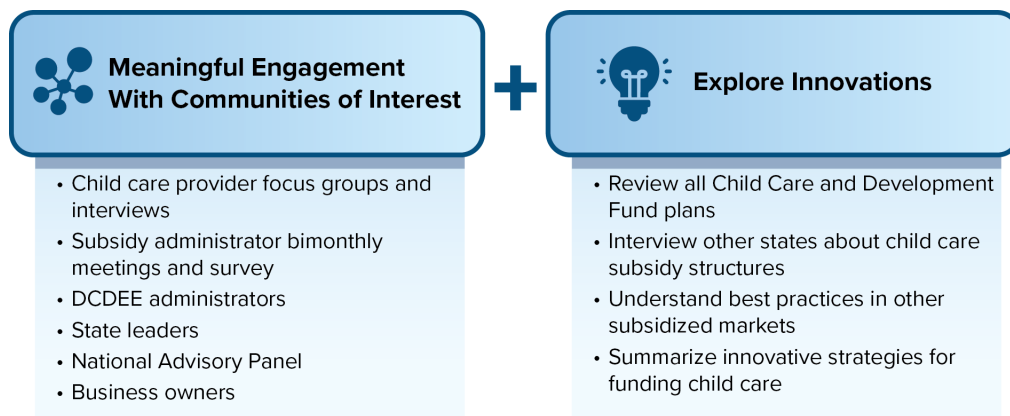 Meaningful Engagement
With Communities of Interest
• Child care provider focus groups and
interviews
• Subsidy administrator bimonthly
meetings and survey
• DCDEE administrators
• State leaders
• National Advisory Panel
• Business owners
+
Explore Innovations
• Review all Child Care and Development
Fund plans
• Interview other states about child care
subsidy structures
• Understand best practices in other
subsidized markets
• Summarize innovative strategies for
funding child care